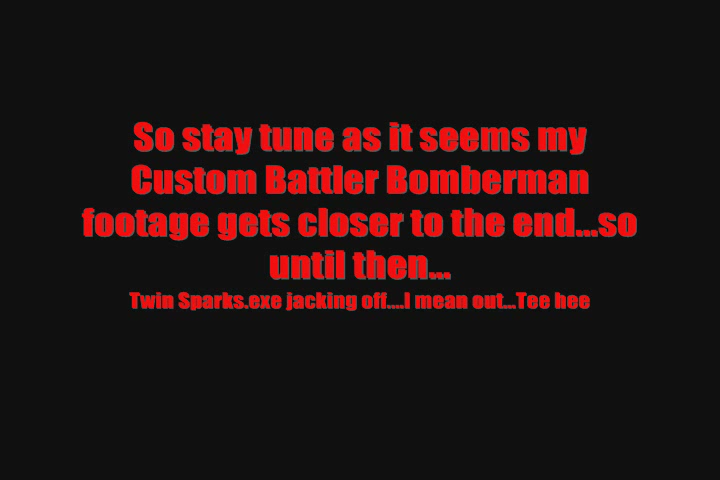 So stay tune as it seems my
Custom Battler Bomberman
footage gets closer to the end...so
until then...
Twin Sparks.exe jacking off....I mean out...Tee hee